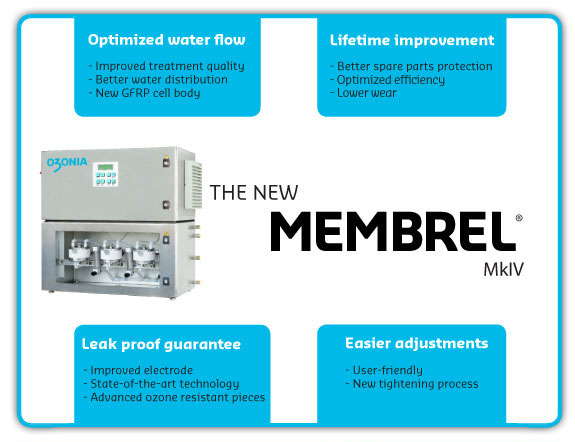 Optimized water flow
- Improved treatment quality
- Better water distribution
- New GFRP cell body
Lifetime improvement
- Better spare parts protection
- Optimized efficiency
- Lower wear
O3ONIA
THE NEW
MEMBREL®
MkIV
Leak proof guarantee
- Improved electrode
- State-of-the-art technology
- Advanced ozone resistant pieces
Easier adjustments
- User-friendly
- New tightening process